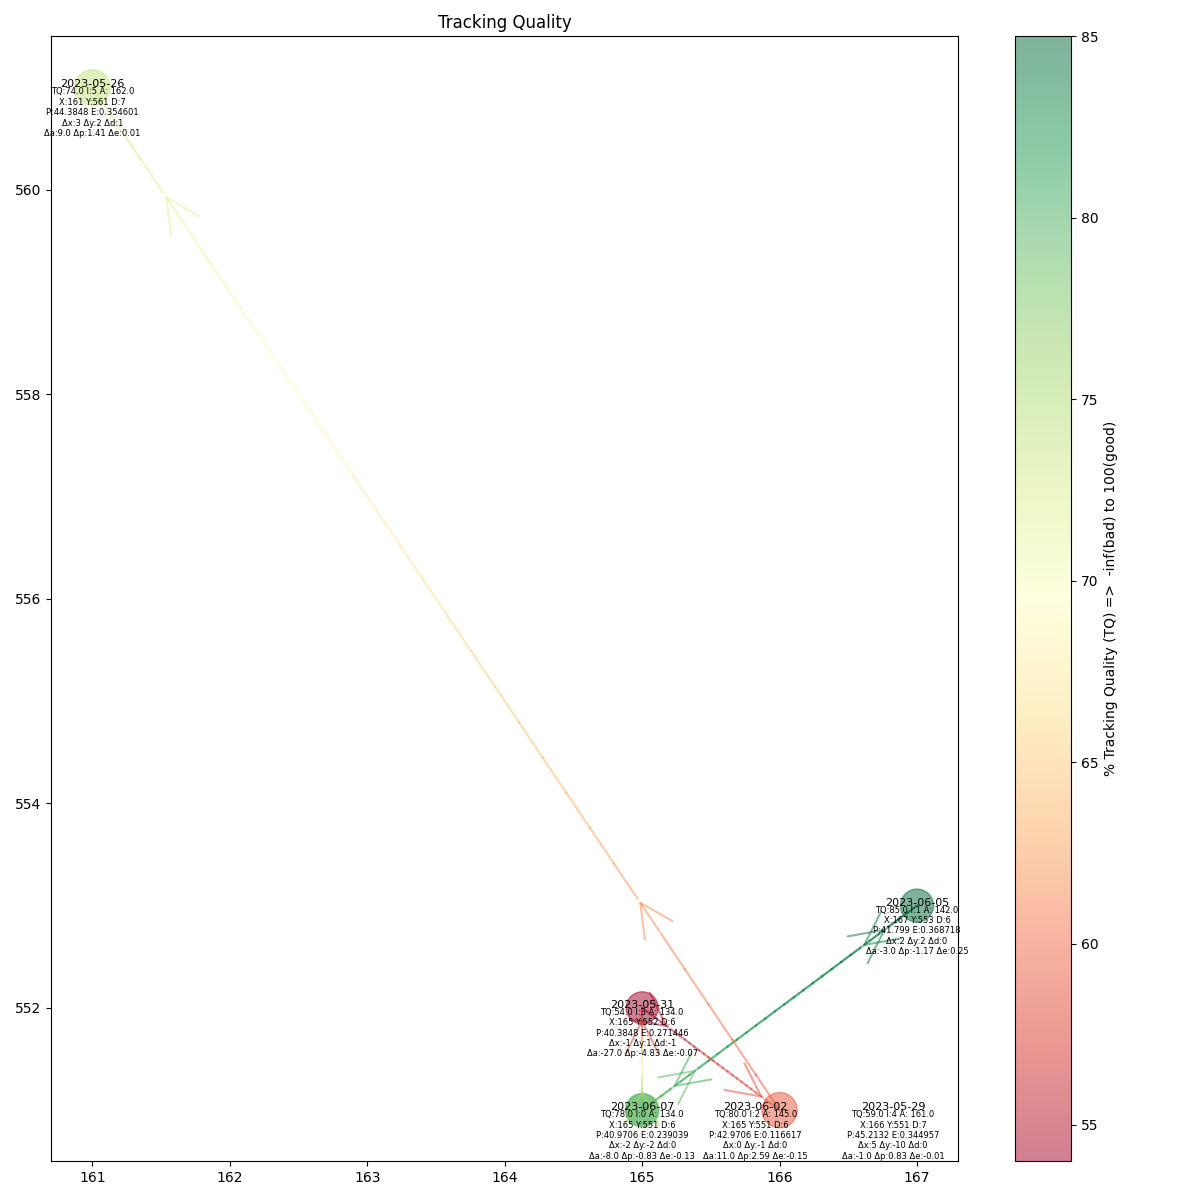 Tracking Quality
2023-05-26
TQ:74.0 I:5 A: 162.0
X:161 Y:561 D:7
P:44.3848 E:0.354601
Δx:3 Δy:2 Δd:1
Δa:9.0 Δp:1.41 Δe:0.01
2023-06-05
TQ:85.0 I:1 A: 142.0
X:167 Y:553 D:6
P:41.799 E:0.368718
Δx:2 Δy:2 Δd:0
Δa:-3.0 Δp:-1.17 Δe:0.25
2023-05-31
TQ:54.0 I:3 A: 134.0
X:165 Y:552 D:6
P:40.3848 E:0.271446
Δx:-1 Δy:1 Δd:-1
Δa:-27.0 Δp:-4.83 Δe:-0.07
2023-06-07
TQ:78.0 I:0 A: 134.0
X:165 Y:551 D:6
P:40.9706 E:0.239039
Δx:-2 Δy:-2 Δd:0
Δa:-8.0 Δp:-0.83 Δe:-0.13
2023-06-02
TQ:80.0 I:2 A: 145.0
X:165 Y:551 D:6
P:42.9706 E:0.116617
Δx:0 Δy:-1 Δd:0
Δa:11.0 Δp:2.59 Δe:-0.15
2023-05-29
TQ:59.0 I:4 A: 161.0
X:166 Y:551 D:7
P:45.2132 E:0.344957
Δx:5 Δy:-10 Δd:0
Δa:-1.0 Δp:0.83 Δe:-0.01
560
558
556
554
552
161
162
163
164
165
166
167
85
80
75
70
65
60
55
% Tracking Quality (TQ) => -inf(bad) to 100(good)